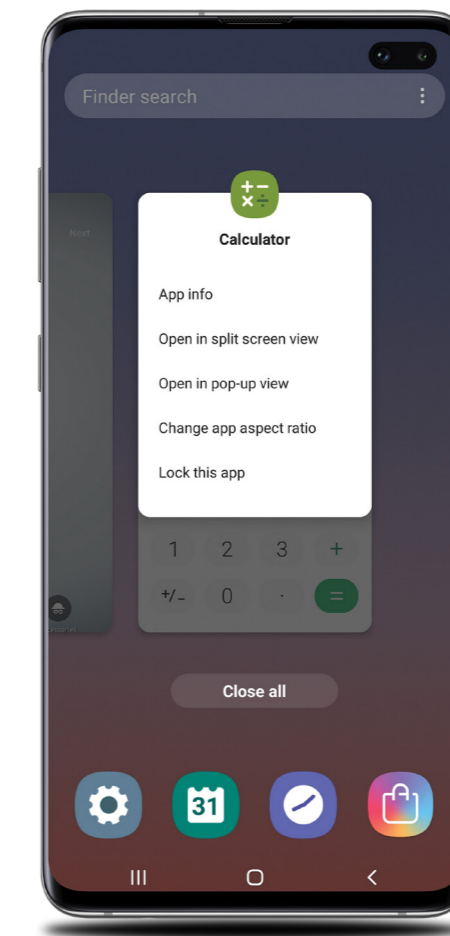 Finder search
Next
Calculator
App info
Open in split screen view
Open in pop-up view
Change app aspect ratio
Lock this app
1 2 3 +
+/- 0 . =
Close all
31